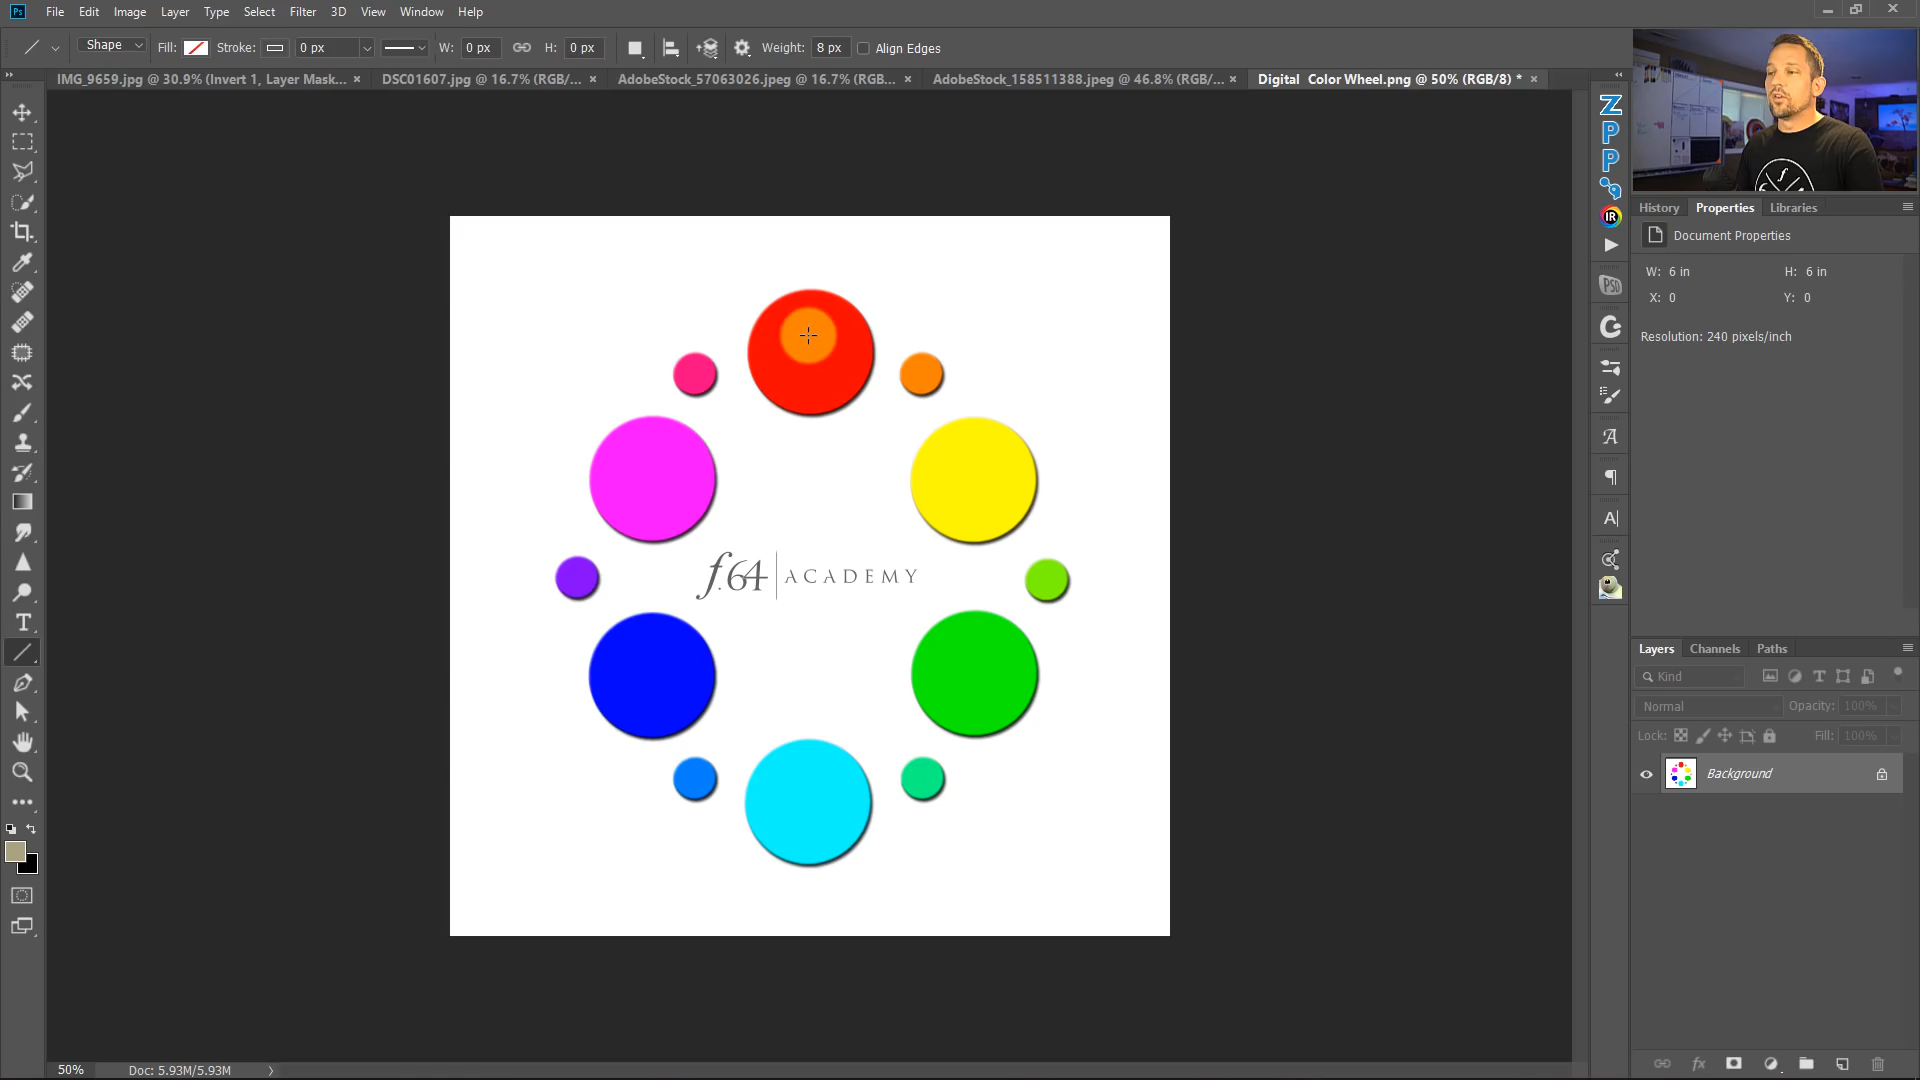 Ps File Edit Image Layer Type Select Filter 3D View Window Help
Shape Fill: Stroke: 0 px W: 0 px H: 0 px Weight: 8 px Align Edges
IMG_9659.jpg @ 30.9% (Invert 1, Layer Mask... × DSC01607.jpg @ 16.7% (RGB/... × AdobeStock_57063026.jpeg @ 16.7% (RGB... × AdobeStock_158511388.jpeg @ 46.8% (RGB/... × Digital Color Wheel.png @ 50% (RGB/8) * ×
History Properties Libraries
Document Properties
W: 6 in H: 6 in
X: 0 Y: 0
Resolution: 240 pixels/inch
Z
P
P
IR
PSD
A
¶
A|
f.64 | ACADEMY
T
Layers Channels Paths
Kind T
Normal Opacity: 100%
Lock: Fill: 100%
Background
fx
50% Doc: 5.93M/5.93M >